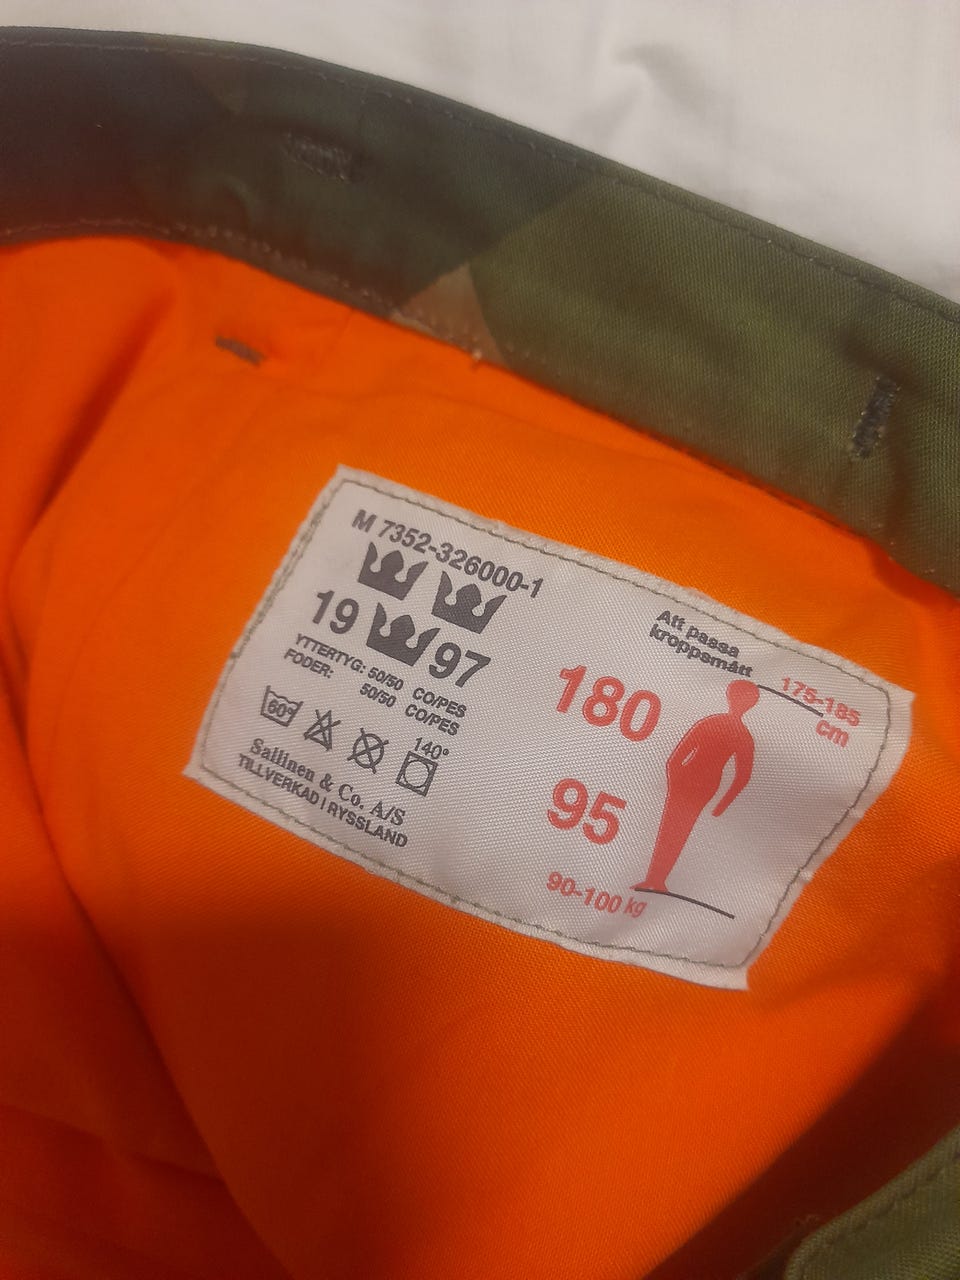 M 7352-326000-1
19 97
YTTERTYG: 50/50 CO/PES
FODER: 50/50 CO/PES
60°
140°
Sallinen & Co. A/S
TILLVERKAD I RYSSLAND
Att passa
kroppsmått
180
175-185
cm
95
90-100 kg